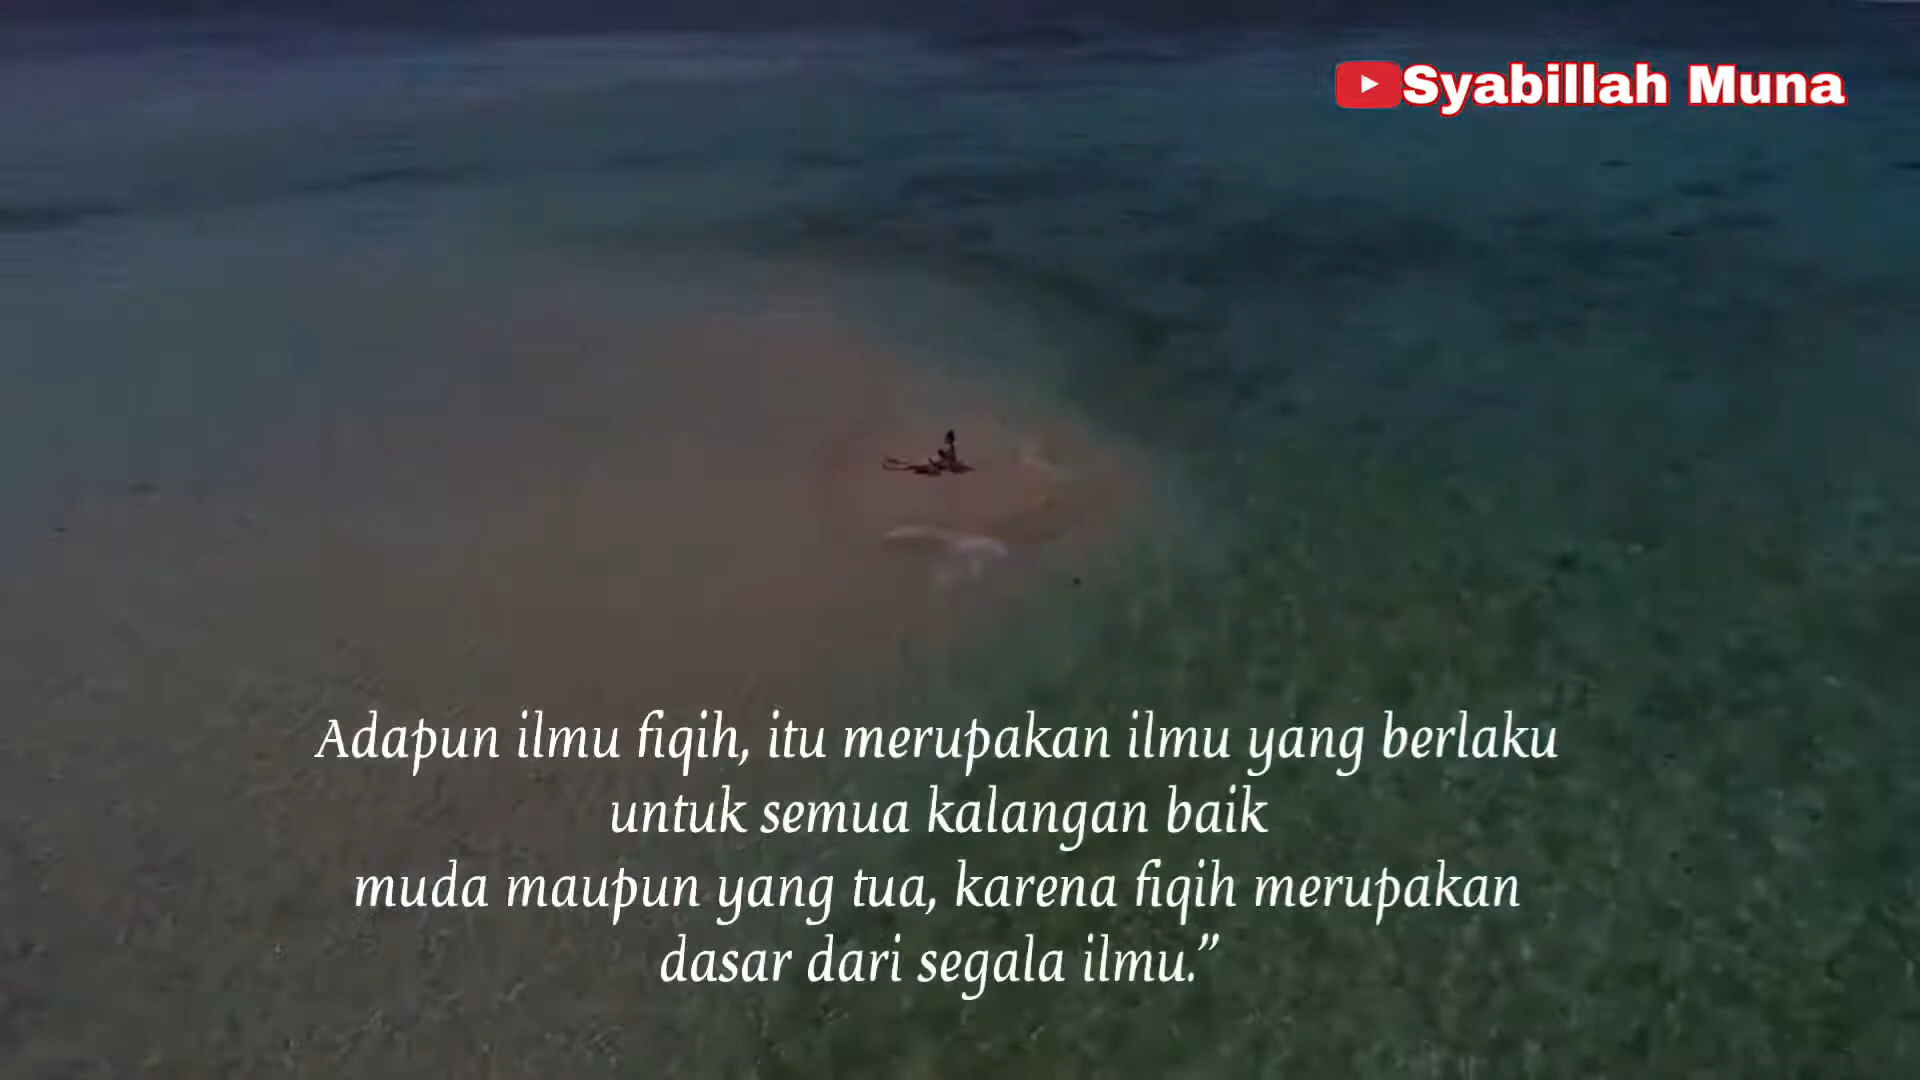 Syabillah Muna
Adapun ilmu fiqih, itu merupakan ilmu yang berlaku
untuk semua kalangan baik
muda maupun yang tua, karena fiqih merupakan
dasar dari segala ilmu.”